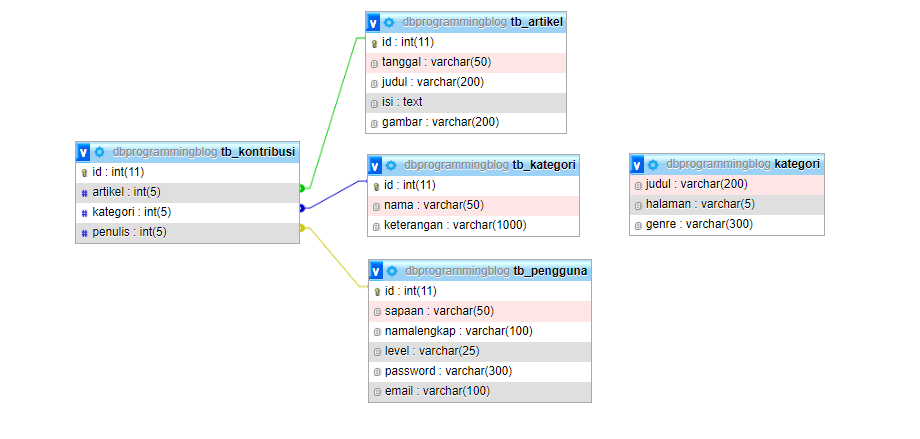 dbprogrammingblog tb_artikel
id : int(11)
tanggal : varchar(50)
judul : varchar(200)
isi : text
gambar : varchar(200)
dbprogrammingblog tb_kontribusi
id : int(11)
artikel : int(5)
kategori : int(5)
penulis : int(5)
dbprogrammingblog tb_kategori
id : int(11)
nama : varchar(50)
keterangan : varchar(1000)
dbprogrammingblog kategori
judul : varchar(200)
halaman : varchar(5)
genre : varchar(300)
dbprogrammingblog tb_pengguna
id : int(11)
sapaan : varchar(50)
namalengkap : varchar(100)
level : varchar(25)
password : varchar(300)
email : varchar(100)